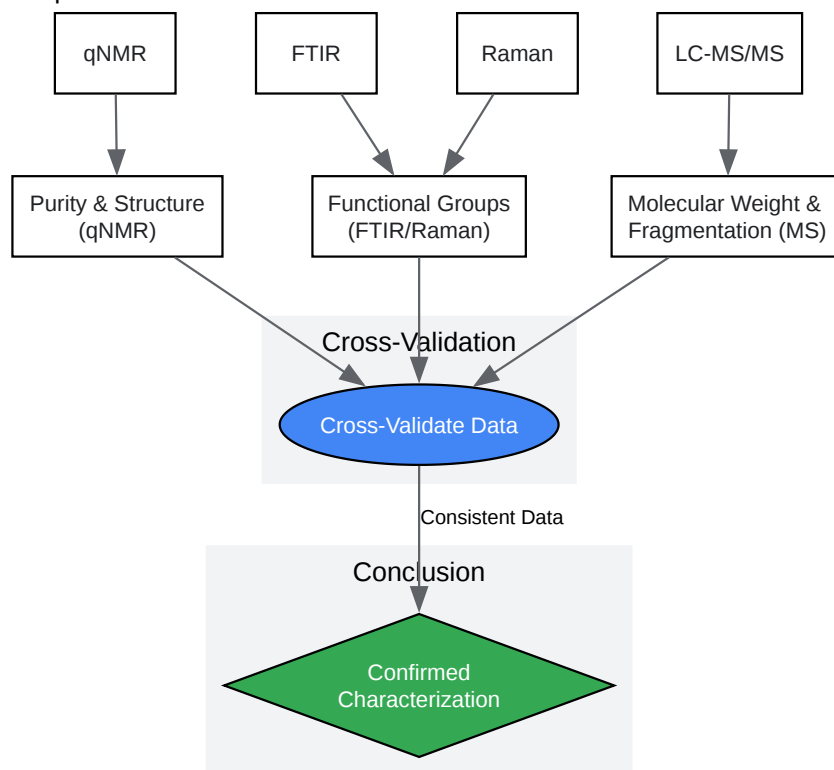 qNMR
FTIR
Raman
LC-MS/MS
Purity & Structure
(qNMR)
Functional Groups
(FTIR/Raman)
Molecular Weight &
Fragmentation (MS)
Cross-Validation
Cross-Validate Data
Consistent Data
Conclusion
Confirmed
Characterization